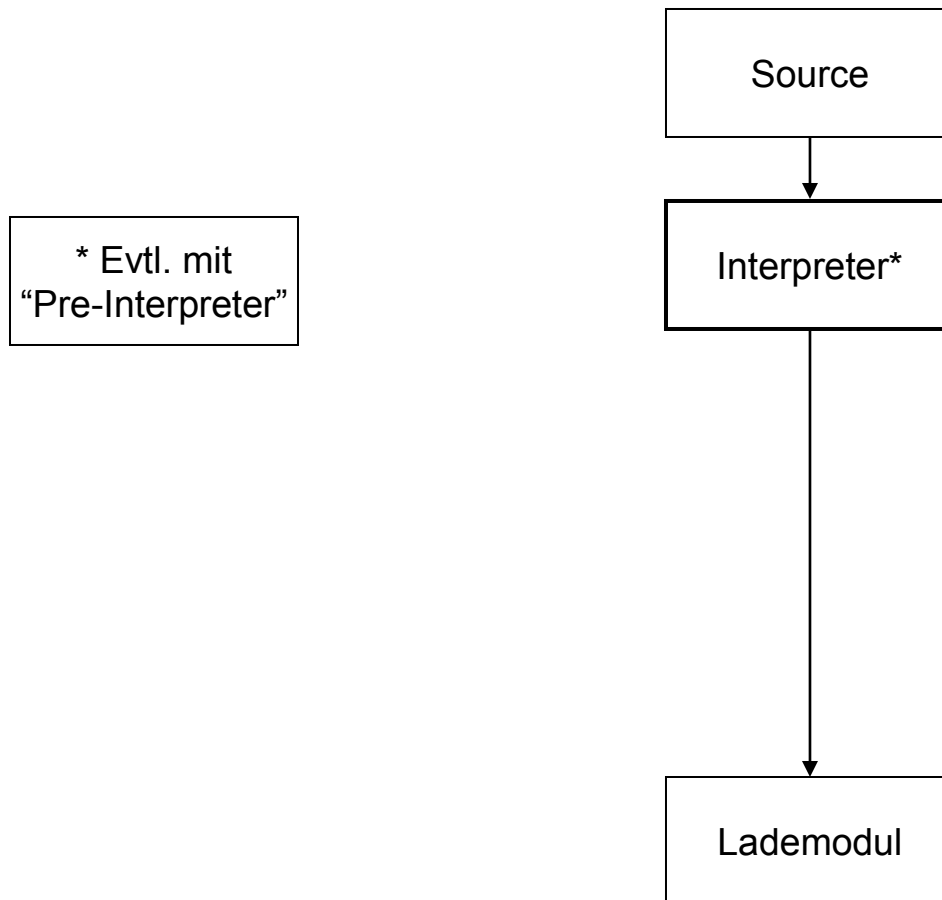 Source
Interpreter*
* Evtl. mit
“Pre-Interpreter”
Lademodul